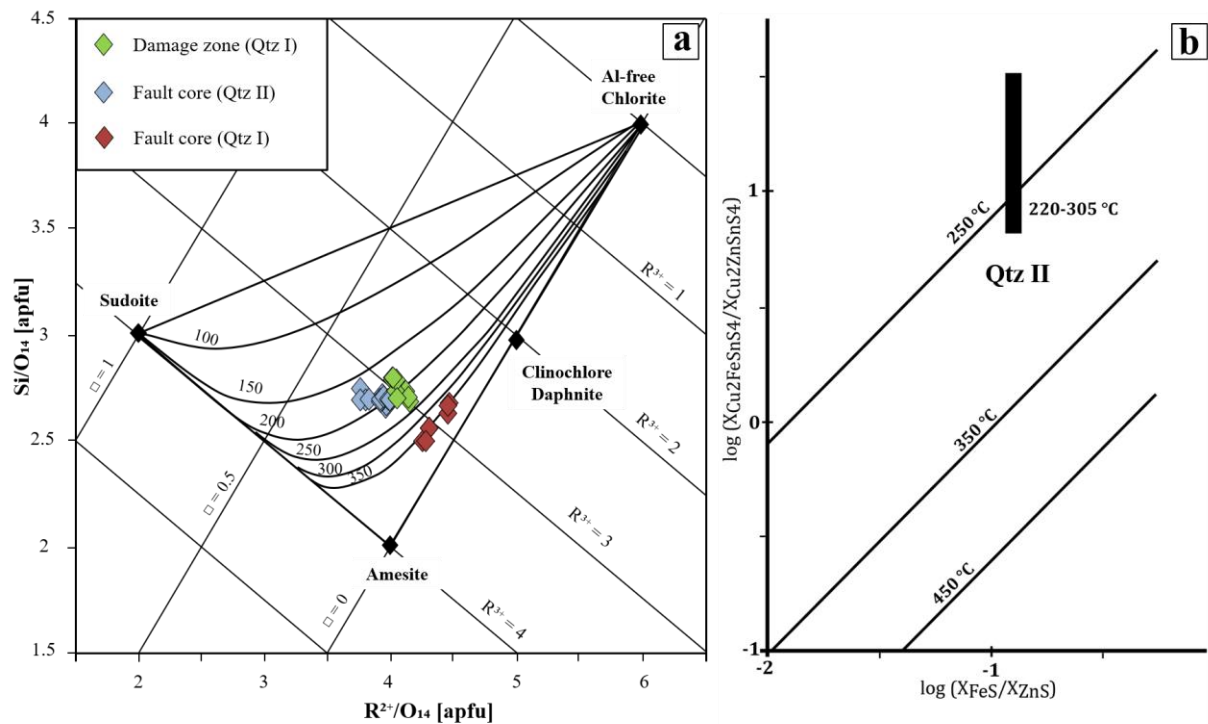 a
Damage zone (Qtz I)
Fault core (Qtz II)
Fault core (Qtz I)
4.5
4
3.5
3
2.5
2
1.5
Si/O14 [apfu]
2
3
4
5
6
R2+/O14 [apfu]
Al-free
Chlorite
Sudoite
Clinochlore
Daphnite
Amesite
100
150
200
250
300
350
□ = 1
□ = 0.5
□ = 0
R3+ = 1
R3+ = 2
R3+ = 3
R3+ = 4
b
log (XCu2FeSnS4/XCu2ZnSnS4)
1
0
-1
-2
-1
log (XFeS/XZnS)
250 °C
220-305 °C
Qtz II
350 °C
450 °C